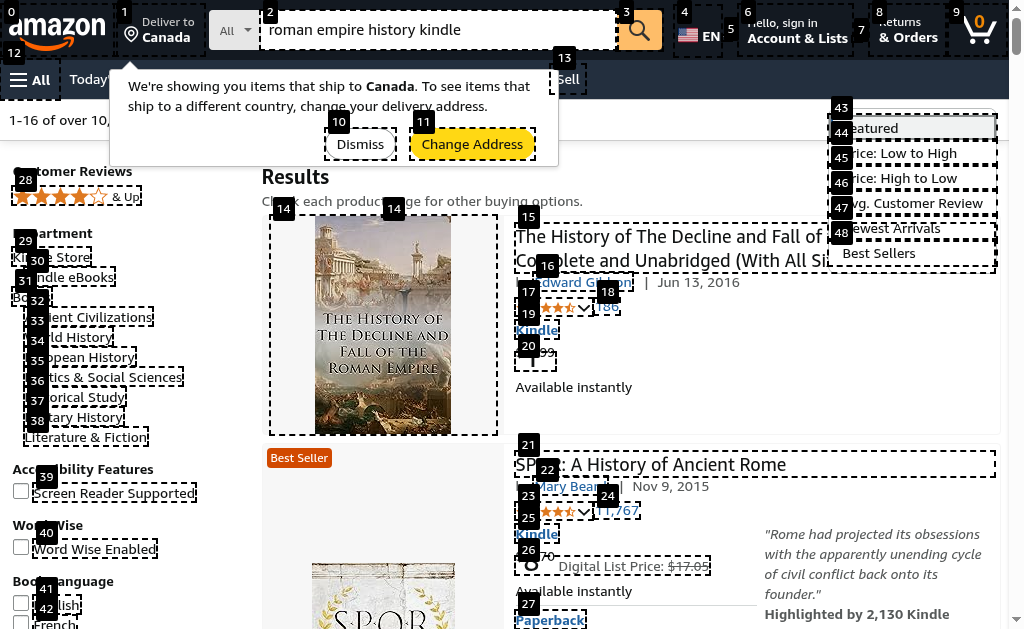 0
1
2
3
4
5
6
7
8
9
amazon
Deliver to
Canada
All
roman empire history kindle
EN
Hello, sign in
Account & Lists
Returns
& Orders
0
12
All
Today'
13
Sell
We're showing you items that ship to Canada. To see items that
ship to a different country, change your delivery address.
10
Dismiss
11
Change Address
1-16 of over 10,
43
Featured
44
Price: Low to High
45
Price: High to Low
46
Avg. Customer Review
47
Newest Arrivals
48
Best Sellers
Customer Reviews
28
& Up
Department
29
Kindle Store
30
Kindle eBooks
31
Books
32
Ancient Civilizations
33
World History
34
European History
35
Politics & Social Sciences
36
Historical Study
37
Military History
38
Literature & Fiction
Accessibility Features
39
Screen Reader Supported
Word Wise
40
Word Wise Enabled
Book Language
41
English
42
French
Results
Check each product page for other buying options.
14
14
THE HISTORY OF
THE DECLINE AND
FALL OF THE
ROMAN EMPIRE
15
The History of The Decline and Fall of
Complete and Unabridged (With All Si
16
by Edward Gibbon | Jun 13, 2016
17
18
186
19
Kindle
20
99
Available instantly
Best Seller
SPQR
21
SPQR: A History of Ancient Rome
22
by Mary Beard | Nov 9, 2015
23
24
11,767
25
Kindle
26
8 70
Digital List Price: $17.05
Available instantly
27
Paperback
"Rome had projected its obsessions
with the apparently unending cycle
of civil conflict back onto its
founder."
Highlighted by 2,130 Kindle